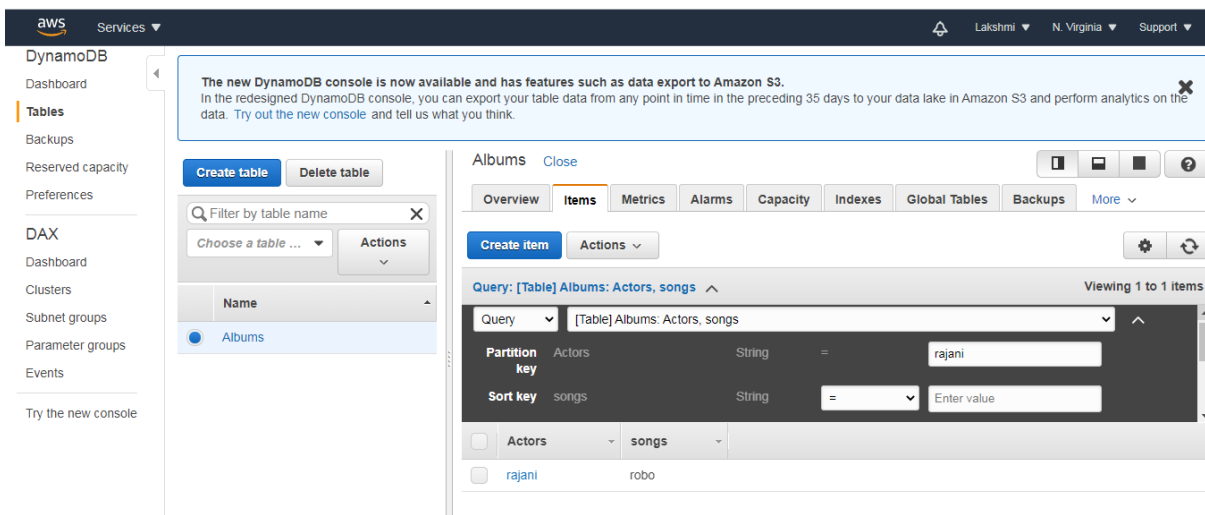 aws Services Lakshmi N. Virginia Support
DynamoDB
Dashboard
Tables
Backups
Reserved capacity
Preferences
DAX
Dashboard
Clusters
Subnet groups
Parameter groups
Events
Try the new console
The new DynamoDB console is now available and has features such as data export to Amazon S3.
In the redesigned DynamoDB console, you can export your table data from any point in time in the preceding 35 days to your data lake in Amazon S3 and perform analytics on the
data. Try out the new console and tell us what you think.
Create table Delete table
Filter by table name
Choose a table ... Actions
Name
Albums
Albums Close
Overview Items Metrics Alarms Capacity Indexes Global Tables Backups More
Create item Actions
Query: [Table] Albums: Actors, songs Viewing 1 to 1 items
Query [Table] Albums: Actors, songs
Partition key Actors String = rajani
Sort key songs String = Enter value
Actors songs
rajani robo